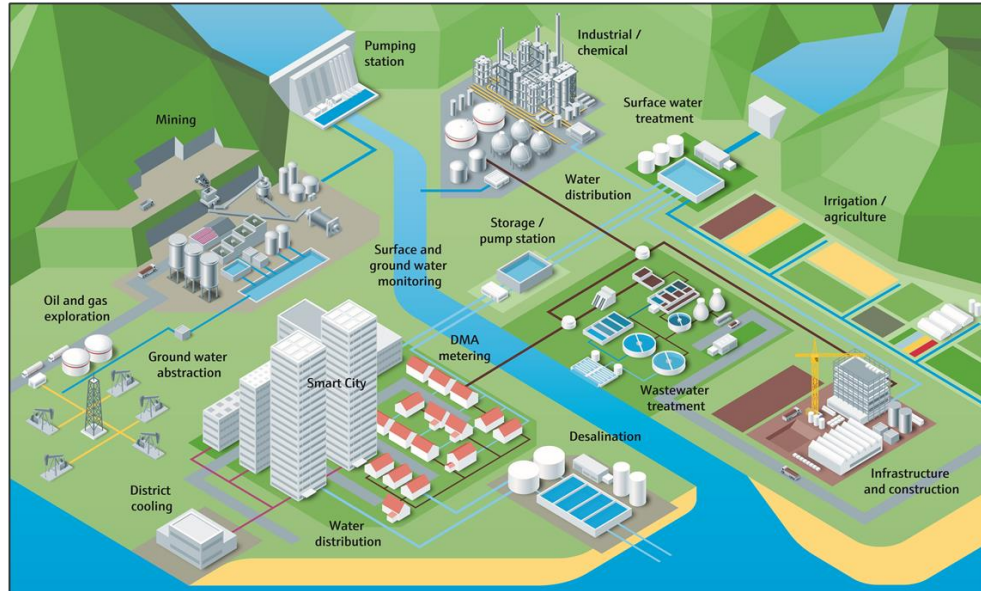 Pumping
station
Industrial /
chemical
Surface water
treatment
Mining
Water
distribution
Irrigation /
agriculture
Storage /
pump station
Surface and
ground water
monitoring
Oil and gas
exploration
Ground water
abstraction
DMA
metering
Smart City
Wastewater
treatment
Desalination
Infrastructure
and construction
District
cooling
Water
distribution